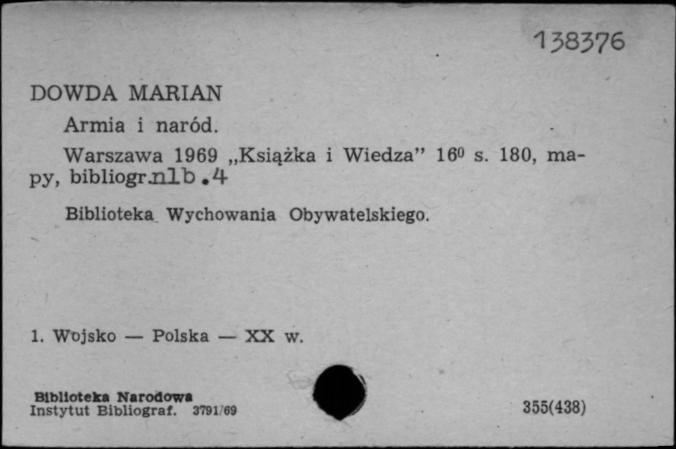 138376
DOWDA MARIAN
Armia i naród.
Warszawa 1969 „Książka i Wiedza” 16⁰ s. 180, ma-
py, bibliogr.nlb.4
Biblioteka Wychowania Obywatelskiego.
1. Wojsko — Polska — XX w.
Biblioteka Narodowa
Instytut Bibliograf. 3791/69
355(438)